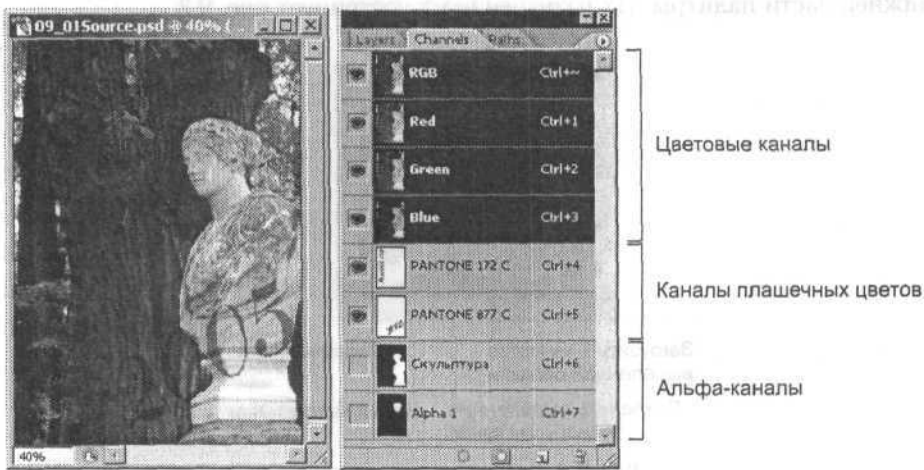 09_01Source.psd @ 40% (
Layers Channels Paths
RGB Ctrl+~
Red Ctrl+1
Green Ctrl+2
Blue Ctrl+3
PANTONE 172 C Ctrl+4
PANTONE 877 C Ctrl+5
Скульптура Ctrl+6
Alpha 1 Ctrl+7
40%
Цветовые каналы
Каналы плашечных цветов
Альфа-каналы